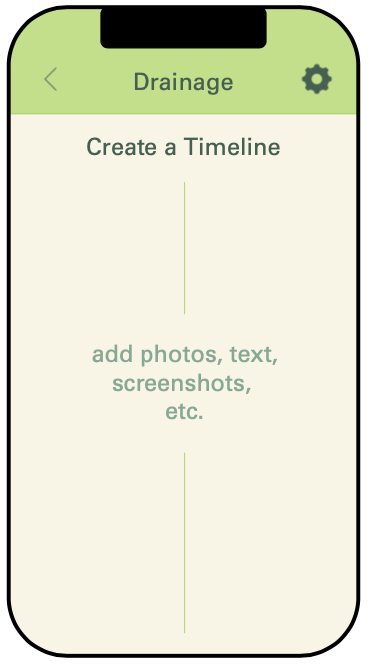 Drainage
Create a Timeline
add photos, text,
screenshots,
etc.